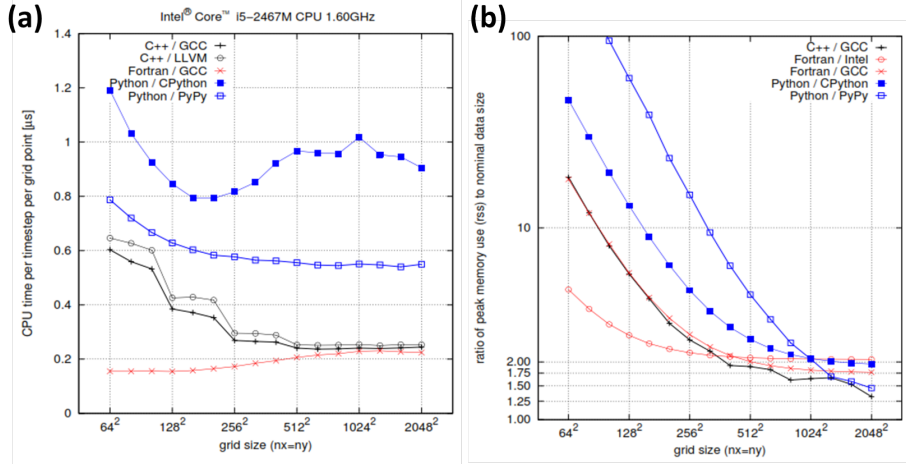 (a)
Intel® Core™ i5-2467M CPU 1.60GHz
1.4
1.2
1
0.8
0.6
0.4
0.2
0
CPU time per timestep per grid point [µs]
C++ / GCC
C++ / LLVM
Fortran / GCC
Python / CPython
Python / PyPy
64² 128² 256² 512² 1024² 2048²
grid size (nx=ny)
(b)
100
10
2.00
1.75
1.50
1.25
1.00
ratio of peak memory use (rss) to nominal data size
C++ / GCC
Fortran / Intel
Fortran / GCC
Python / CPython
Python / PyPy
64² 128² 256² 512² 1024² 2048²
grid size (nx=ny)